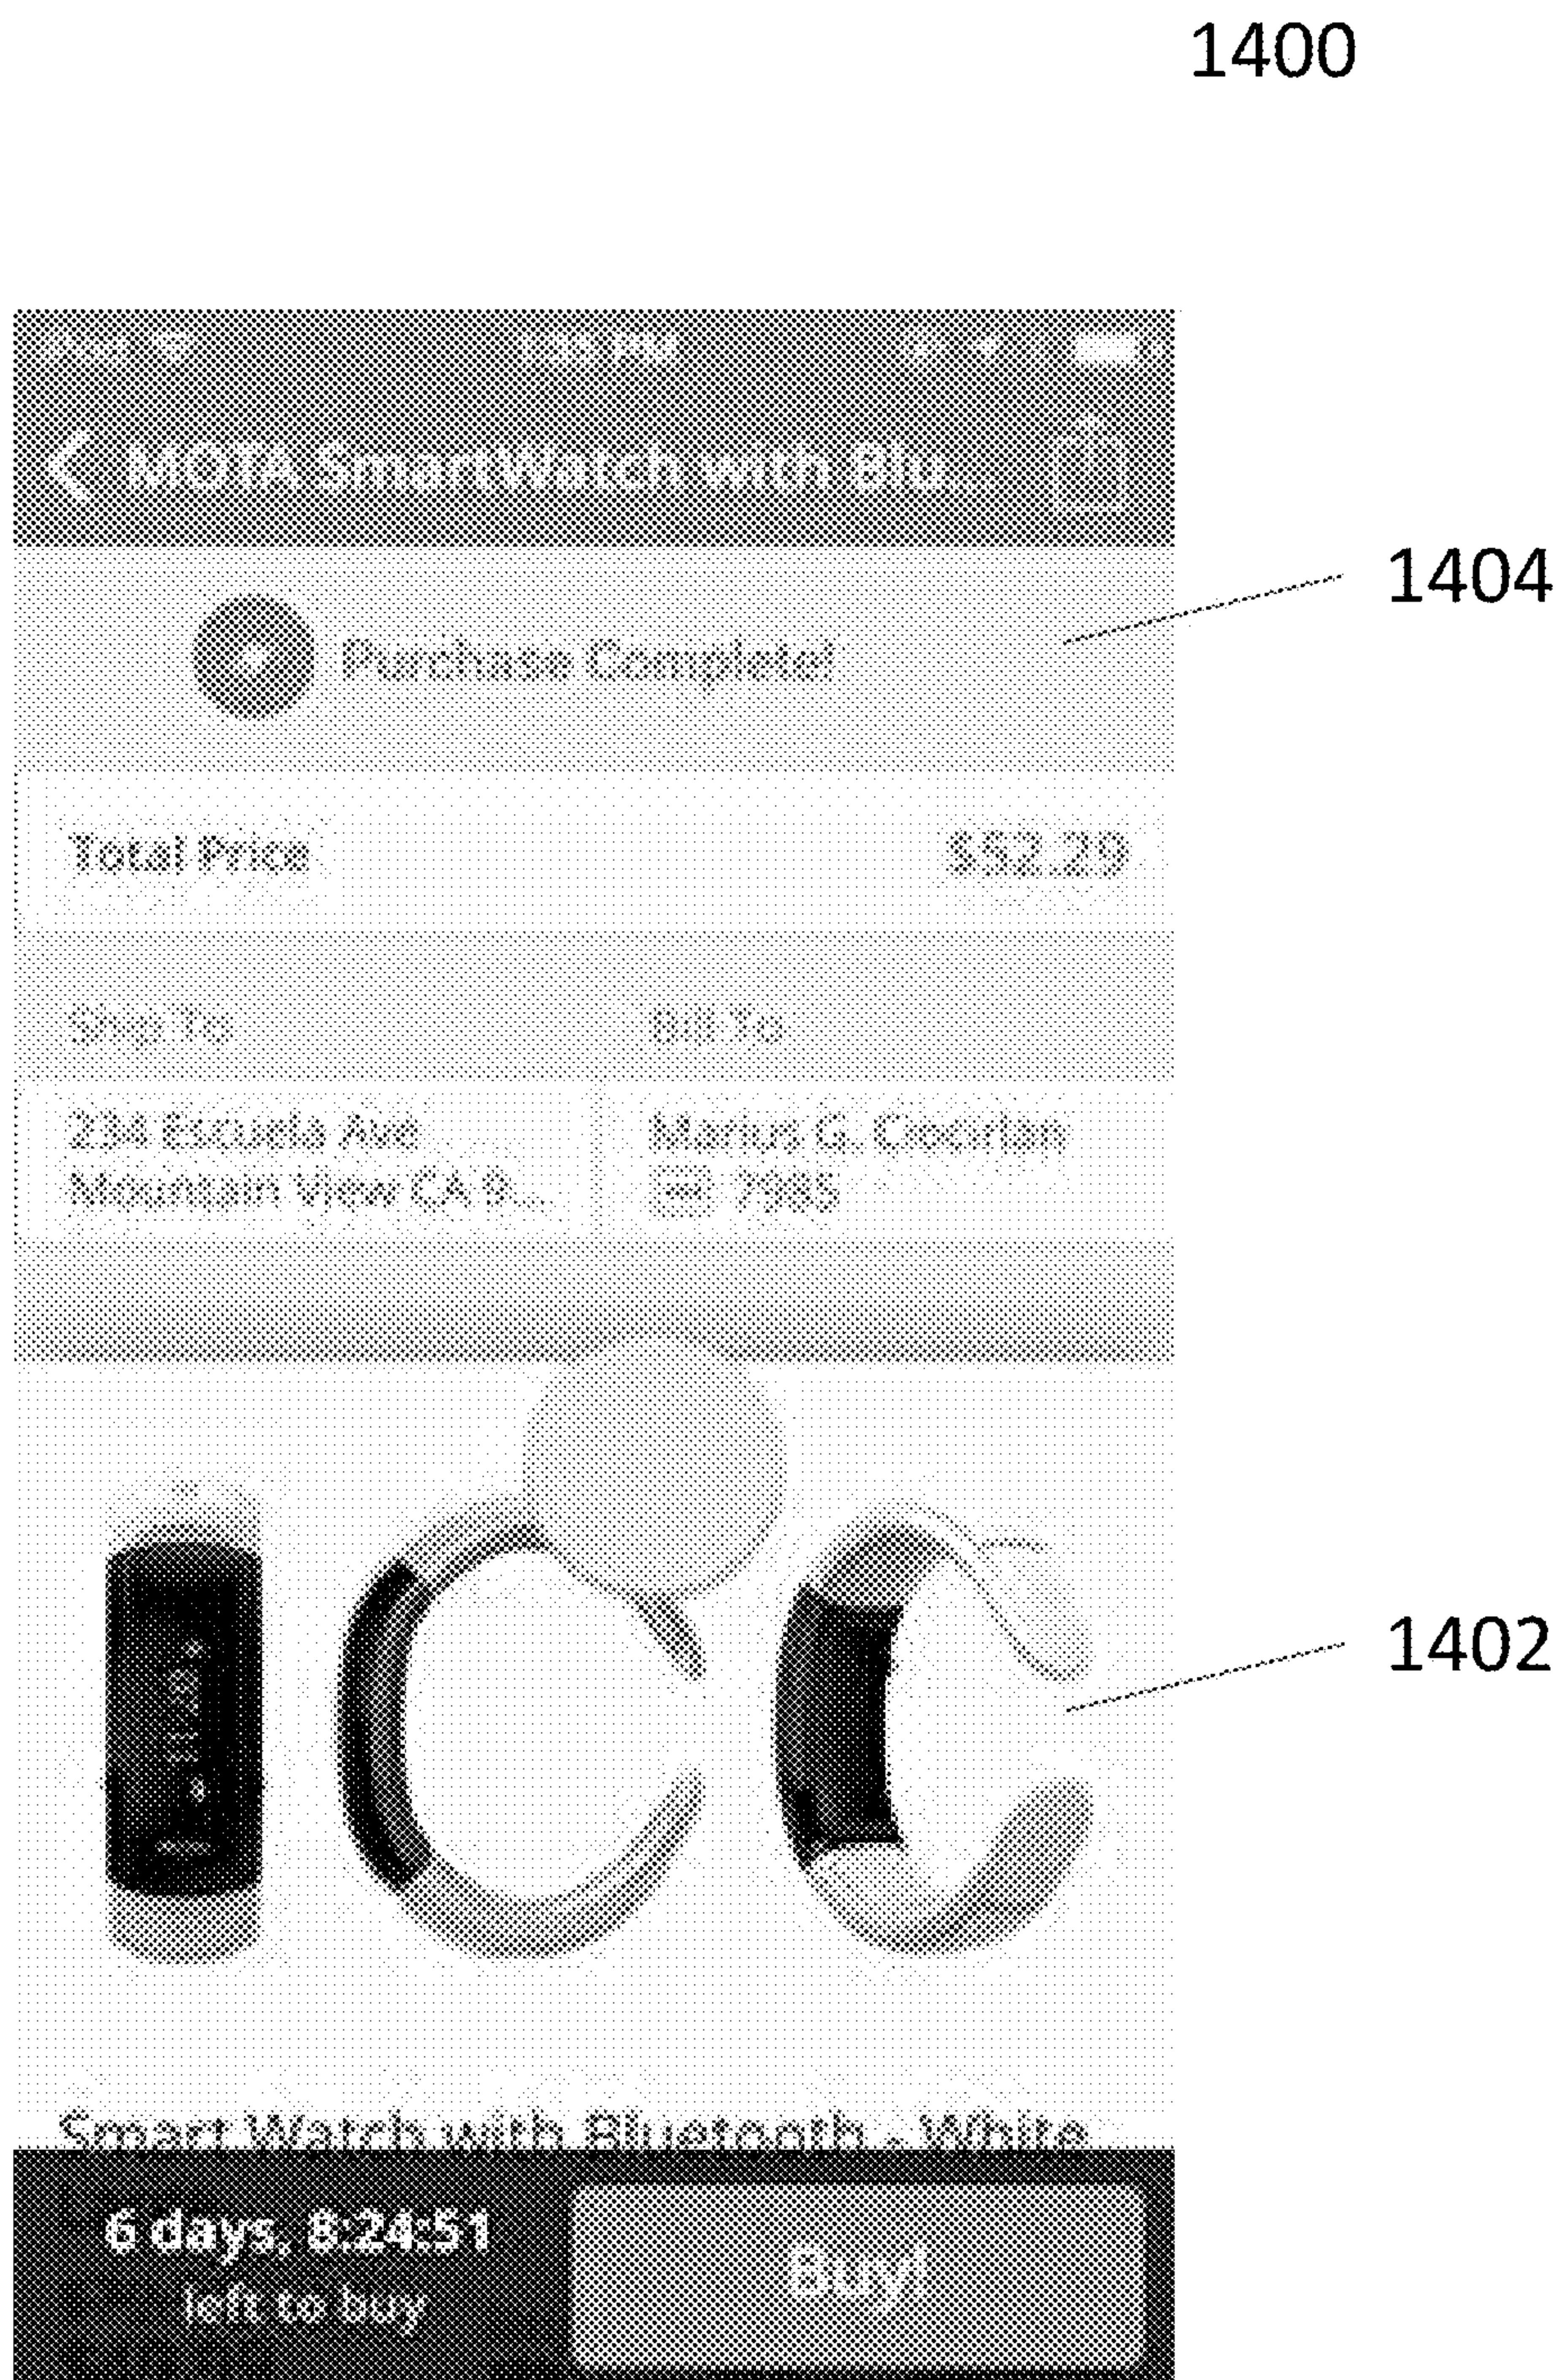 1400
MOTA SmartWatch with Blu...
1404
Purchase Complete!
Total Price $52.29
Ship To Bill To
234 Escuela Ave Marius G. Ciocirlan
Mountain View CA 9... 7985
1402
Smart Watch with Bluetooth - White
6 days, 8:24:51
left to buy
Buy!